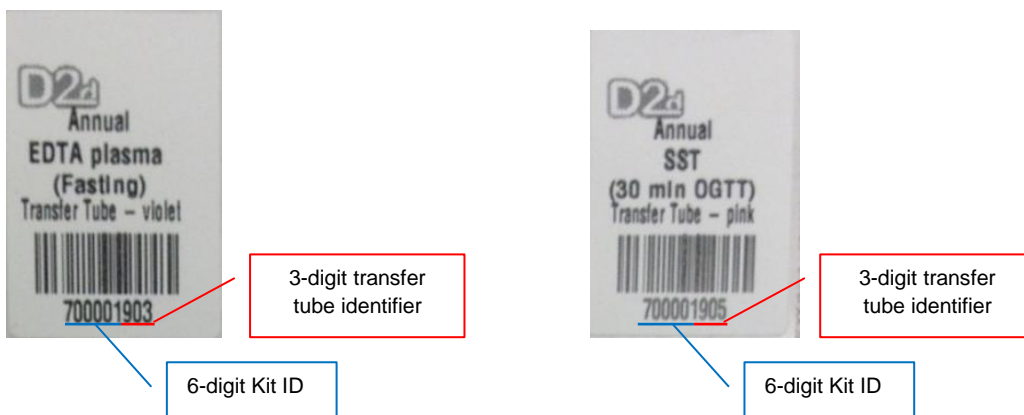 D2d
Annual
EDTA plasma
(Fasting)
Transfer Tube – violet
700001903
3-digit transfer
tube identifier
6-digit Kit ID
D2d
Annual
SST
(30 min OGTT)
Transfer Tube – pink
700001905
3-digit transfer
tube identifier
6-digit Kit ID